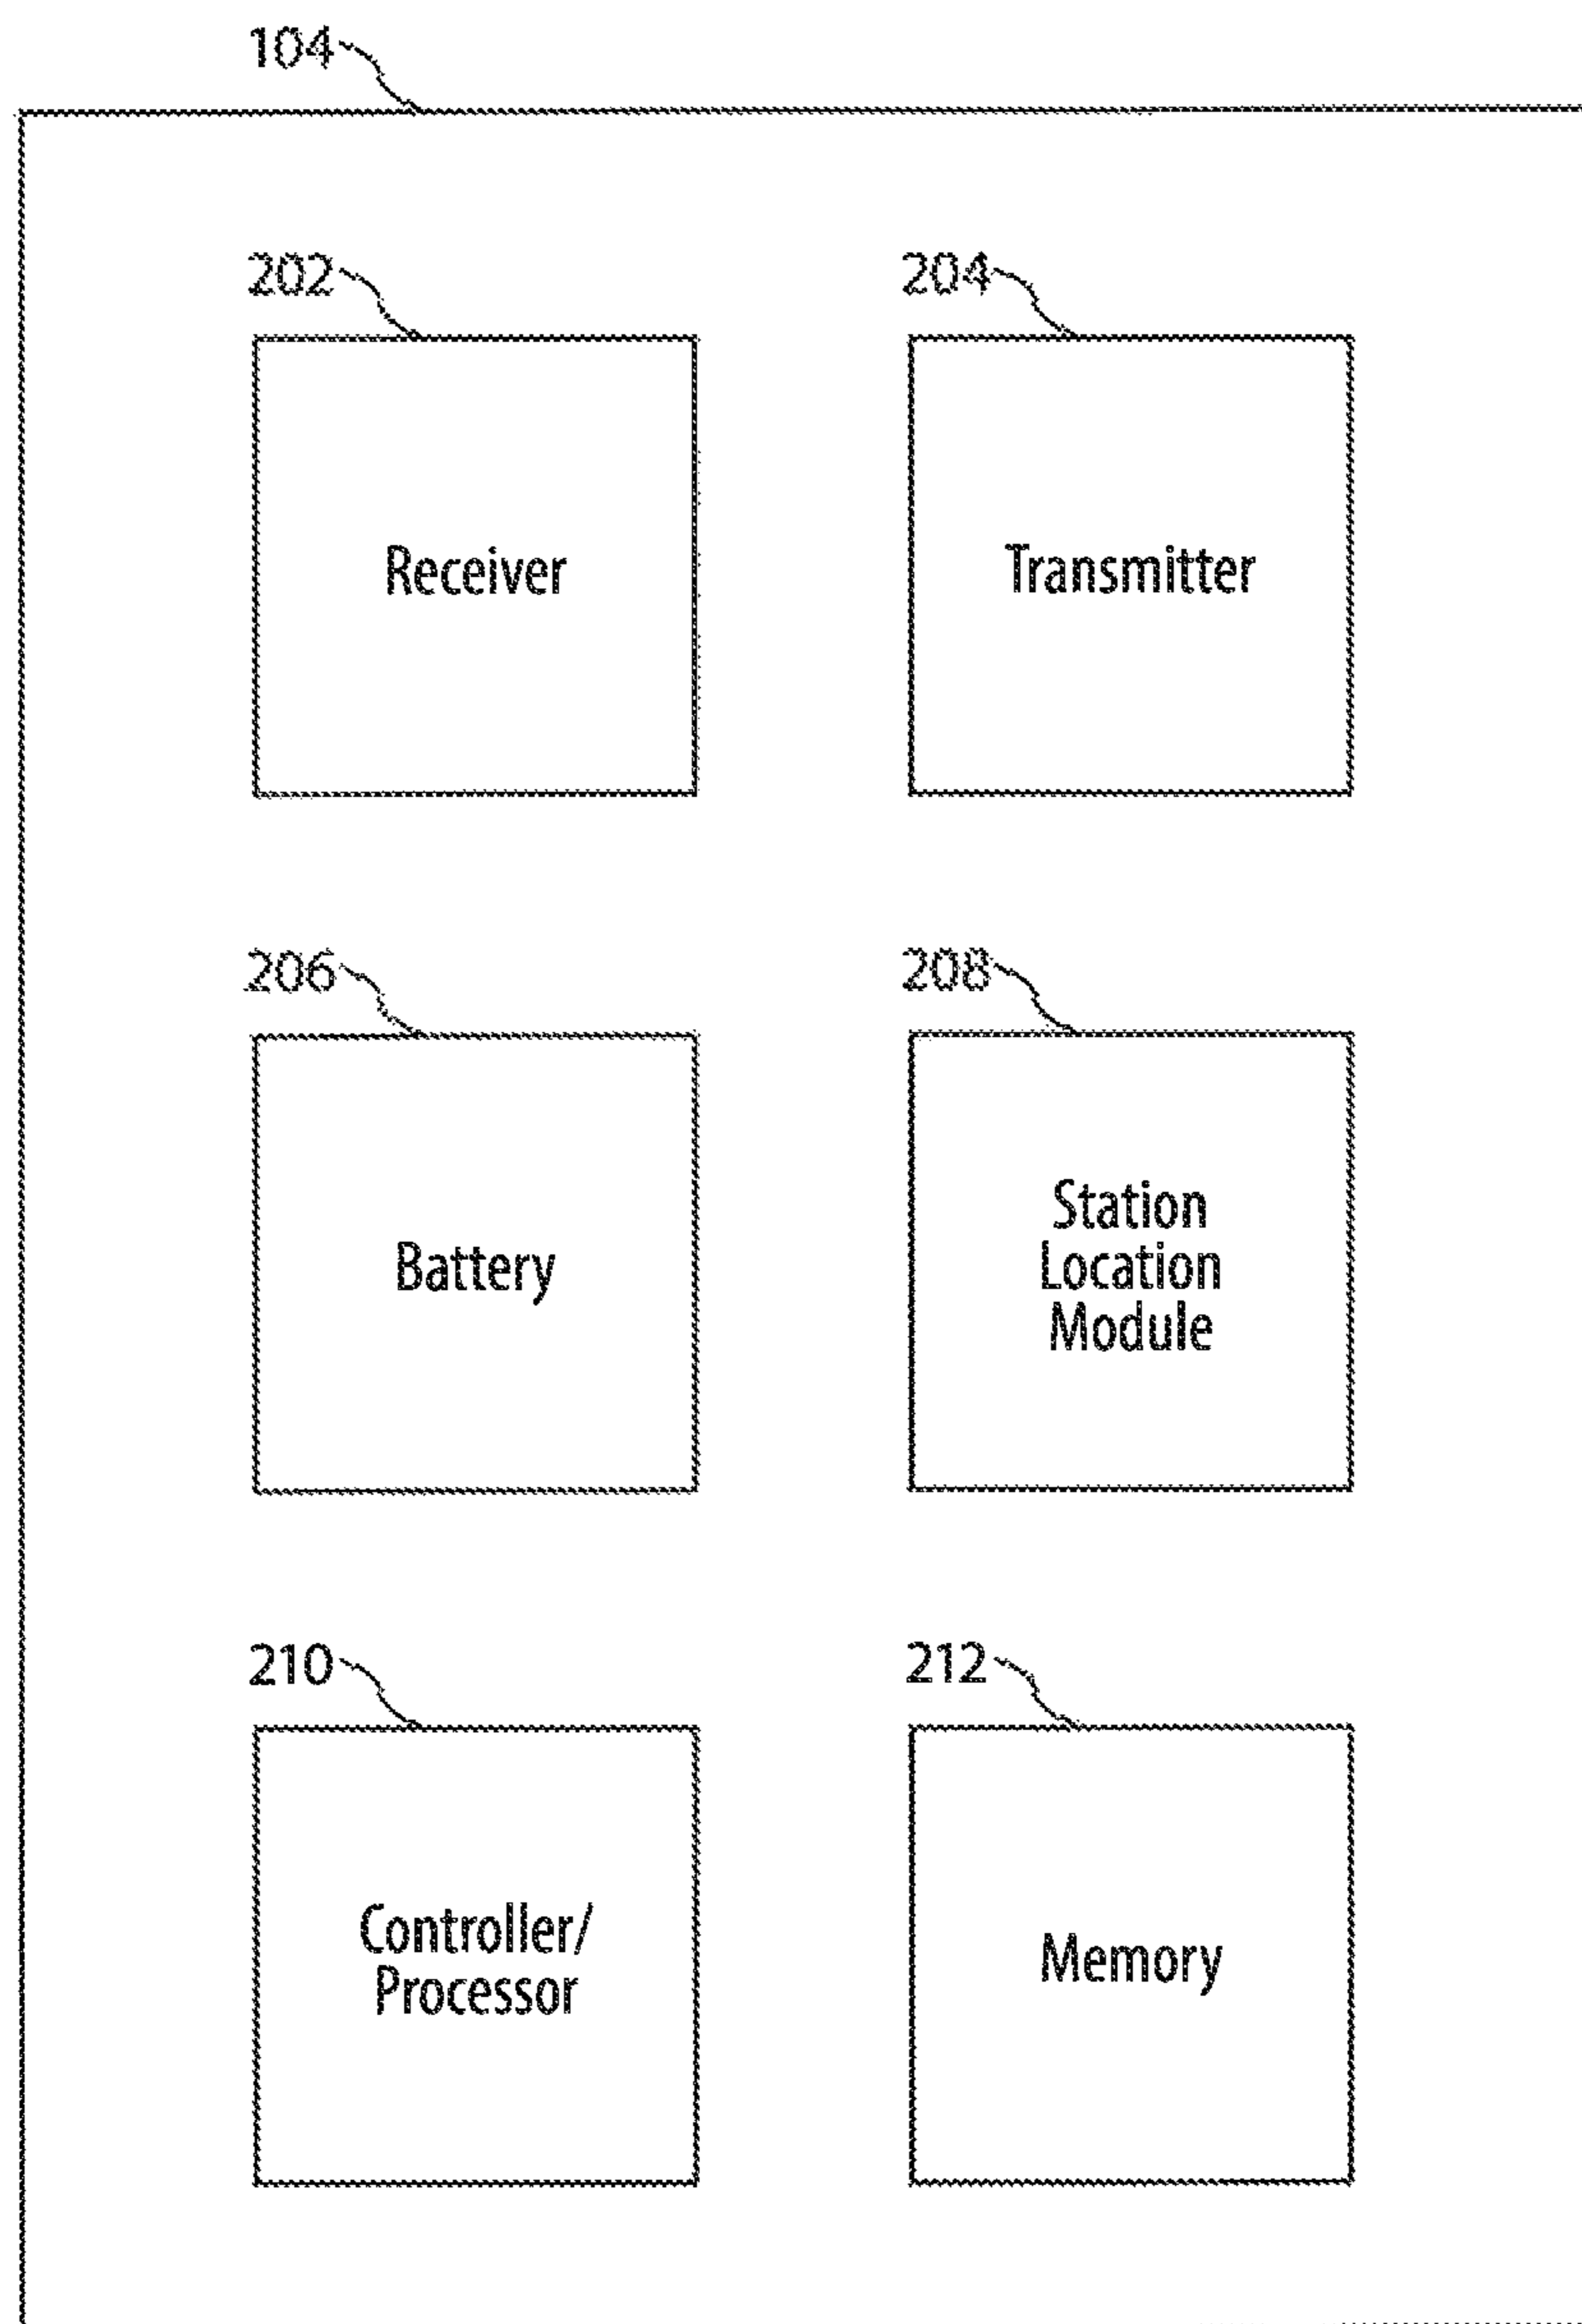 104
202
204
Receiver
Transmitter
206
208
Battery
Station
Location
Module
210
212
Controller/
Processor
Memory